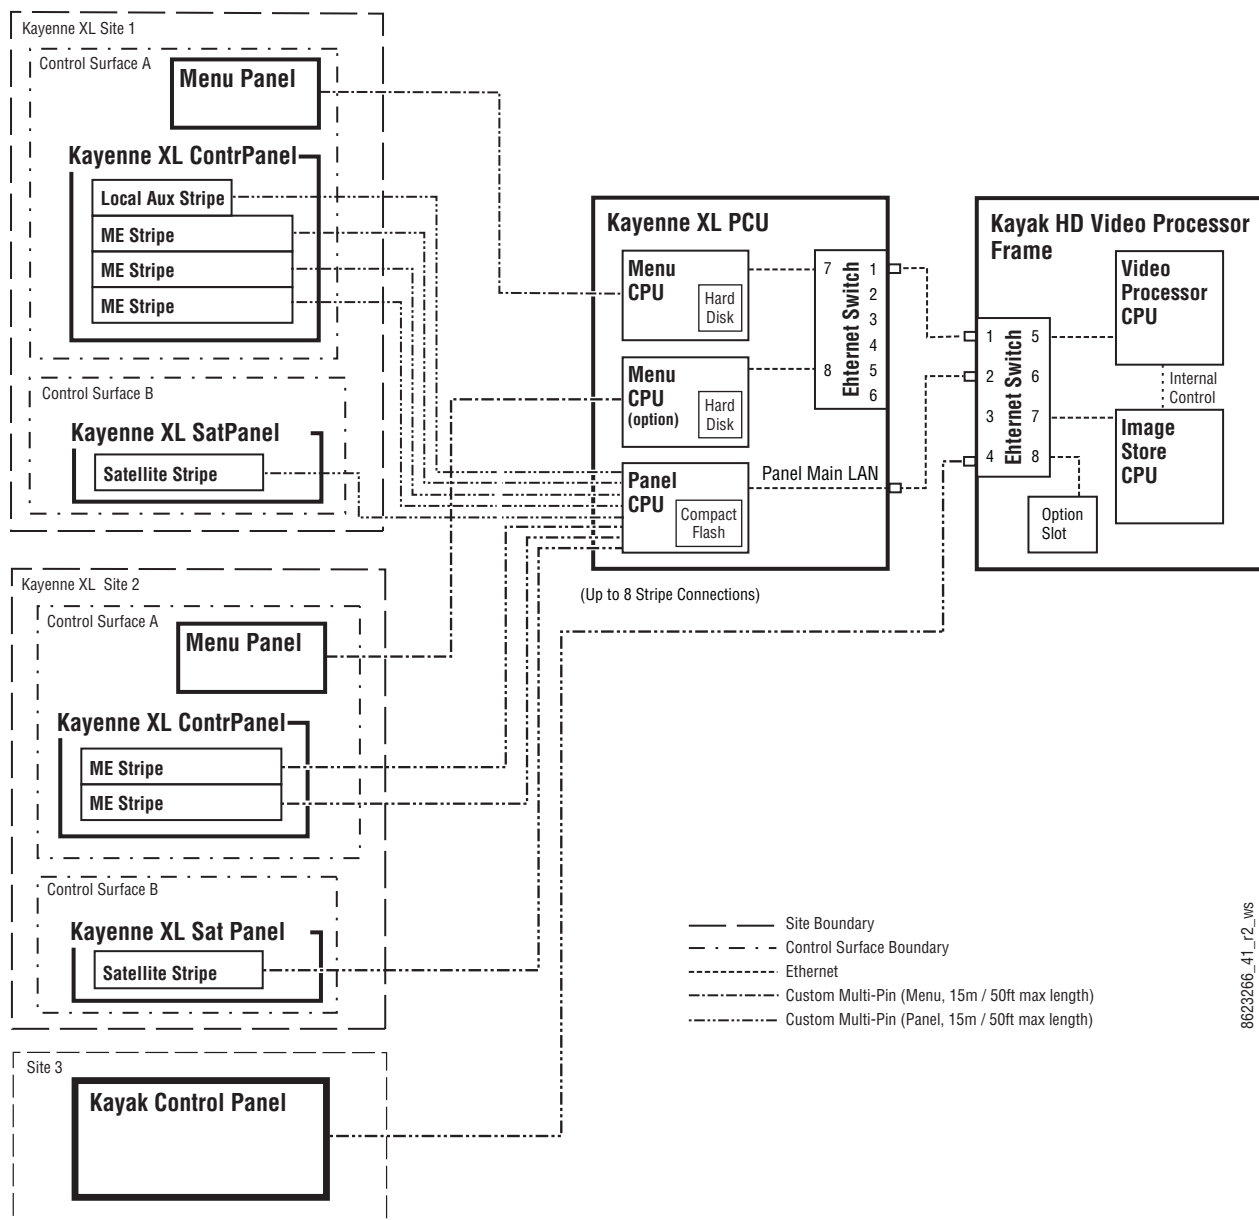 Kayenne XL Site 1
Control Surface A
Menu Panel
Kayenne XL ContrPanel
Local Aux Stripe
ME Stripe
ME Stripe
ME Stripe
Control Surface B
Kayenne XL SatPanel
Satellite Stripe
Kayenne XL Site 2
Control Surface A
Menu Panel
Kayenne XL ContrPanel
ME Stripe
ME Stripe
Control Surface B
Kayenne XL Sat Panel
Satellite Stripe
Site 3
Kayak Control Panel
Kayenne XL PCU
Menu
CPU
Hard
Disk
Menu
CPU
(option)
Hard
Disk
Panel
CPU
Compact
Flash
Ehternet Switch
7
8
1
2
3
4
5
6
Panel Main LAN
(Up to 8 Stripe Connections)
Kayak HD Video Processor
Frame
Video
Processor
CPU
Internal
Control
Image
Store
CPU
Ehternet Switch
1
2
3
4
5
6
7
8
Option
Slot
Site Boundary
Control Surface Boundary
Ethernet
Custom Multi-Pin (Menu, 15m / 50ft max length)
Custom Multi-Pin (Panel, 15m / 50ft max length)
8623266_41_r2_ws